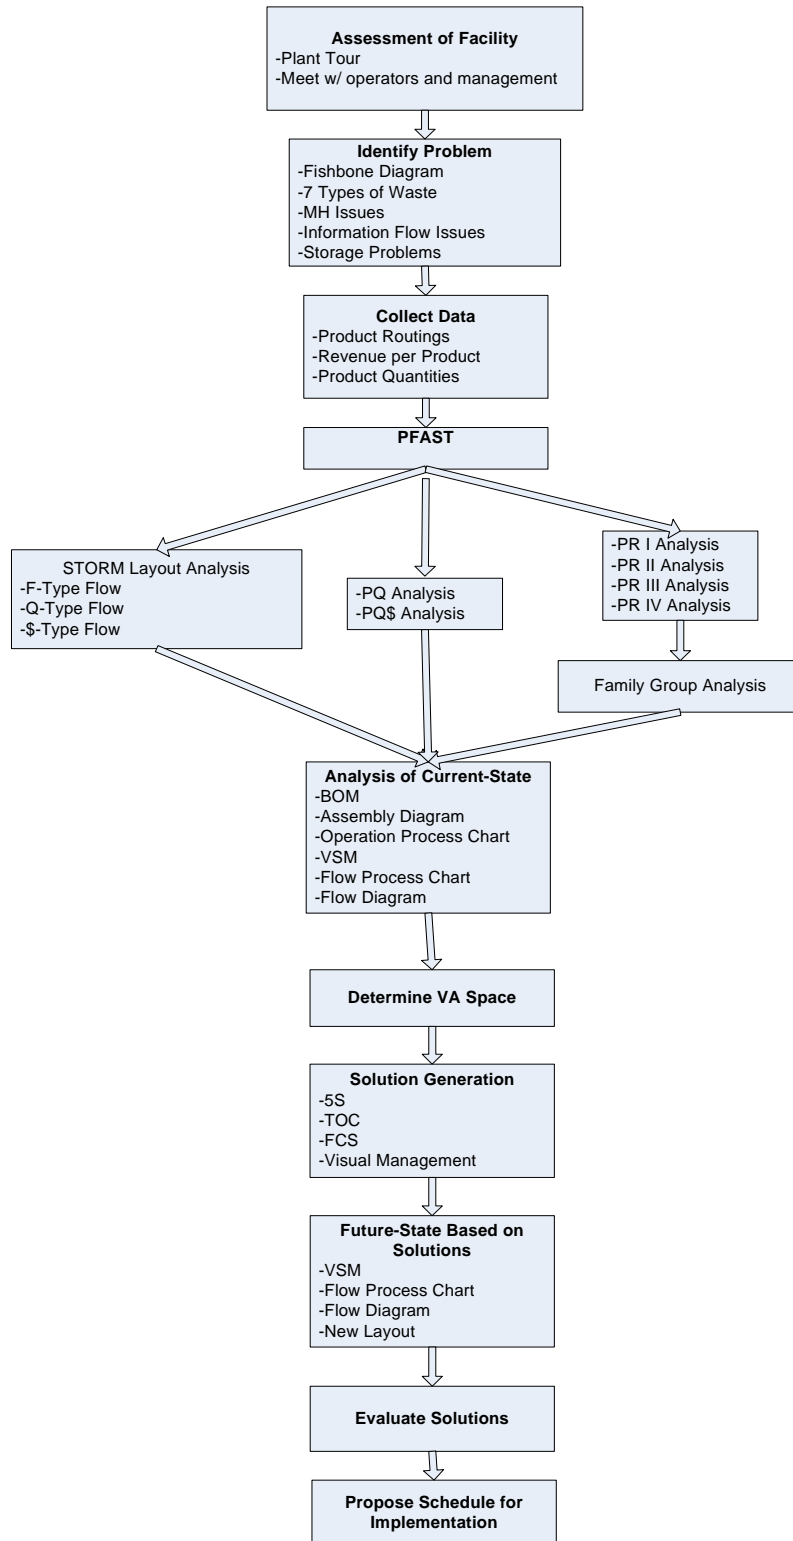 Assessment of Facility
-Plant Tour
-Meet w/ operators and management
Identify Problem
-Fishbone Diagram
-7 Types of Waste
-MH Issues
-Information Flow Issues
-Storage Problems
Collect Data
-Product Routings
-Revenue per Product
-Product Quantities
PFAST
STORM Layout Analysis
-F-Type Flow
-Q-Type Flow
-$-Type Flow
-PQ Analysis
-PQ$ Analysis
-PR I Analysis
-PR II Analysis
-PR III Analysis
-PR IV Analysis
Family Group Analysis
Analysis of Current-State
-BOM
-Assembly Diagram
-Operation Process Chart
-VSM
-Flow Process Chart
-Flow Diagram
Determine VA Space
Solution Generation
-5S
-TOC
-FCS
-Visual Management
Future-State Based on
Solutions
-VSM
-Flow Process Chart
-Flow Diagram
-New Layout
Evaluate Solutions
Propose Schedule for
Implementation